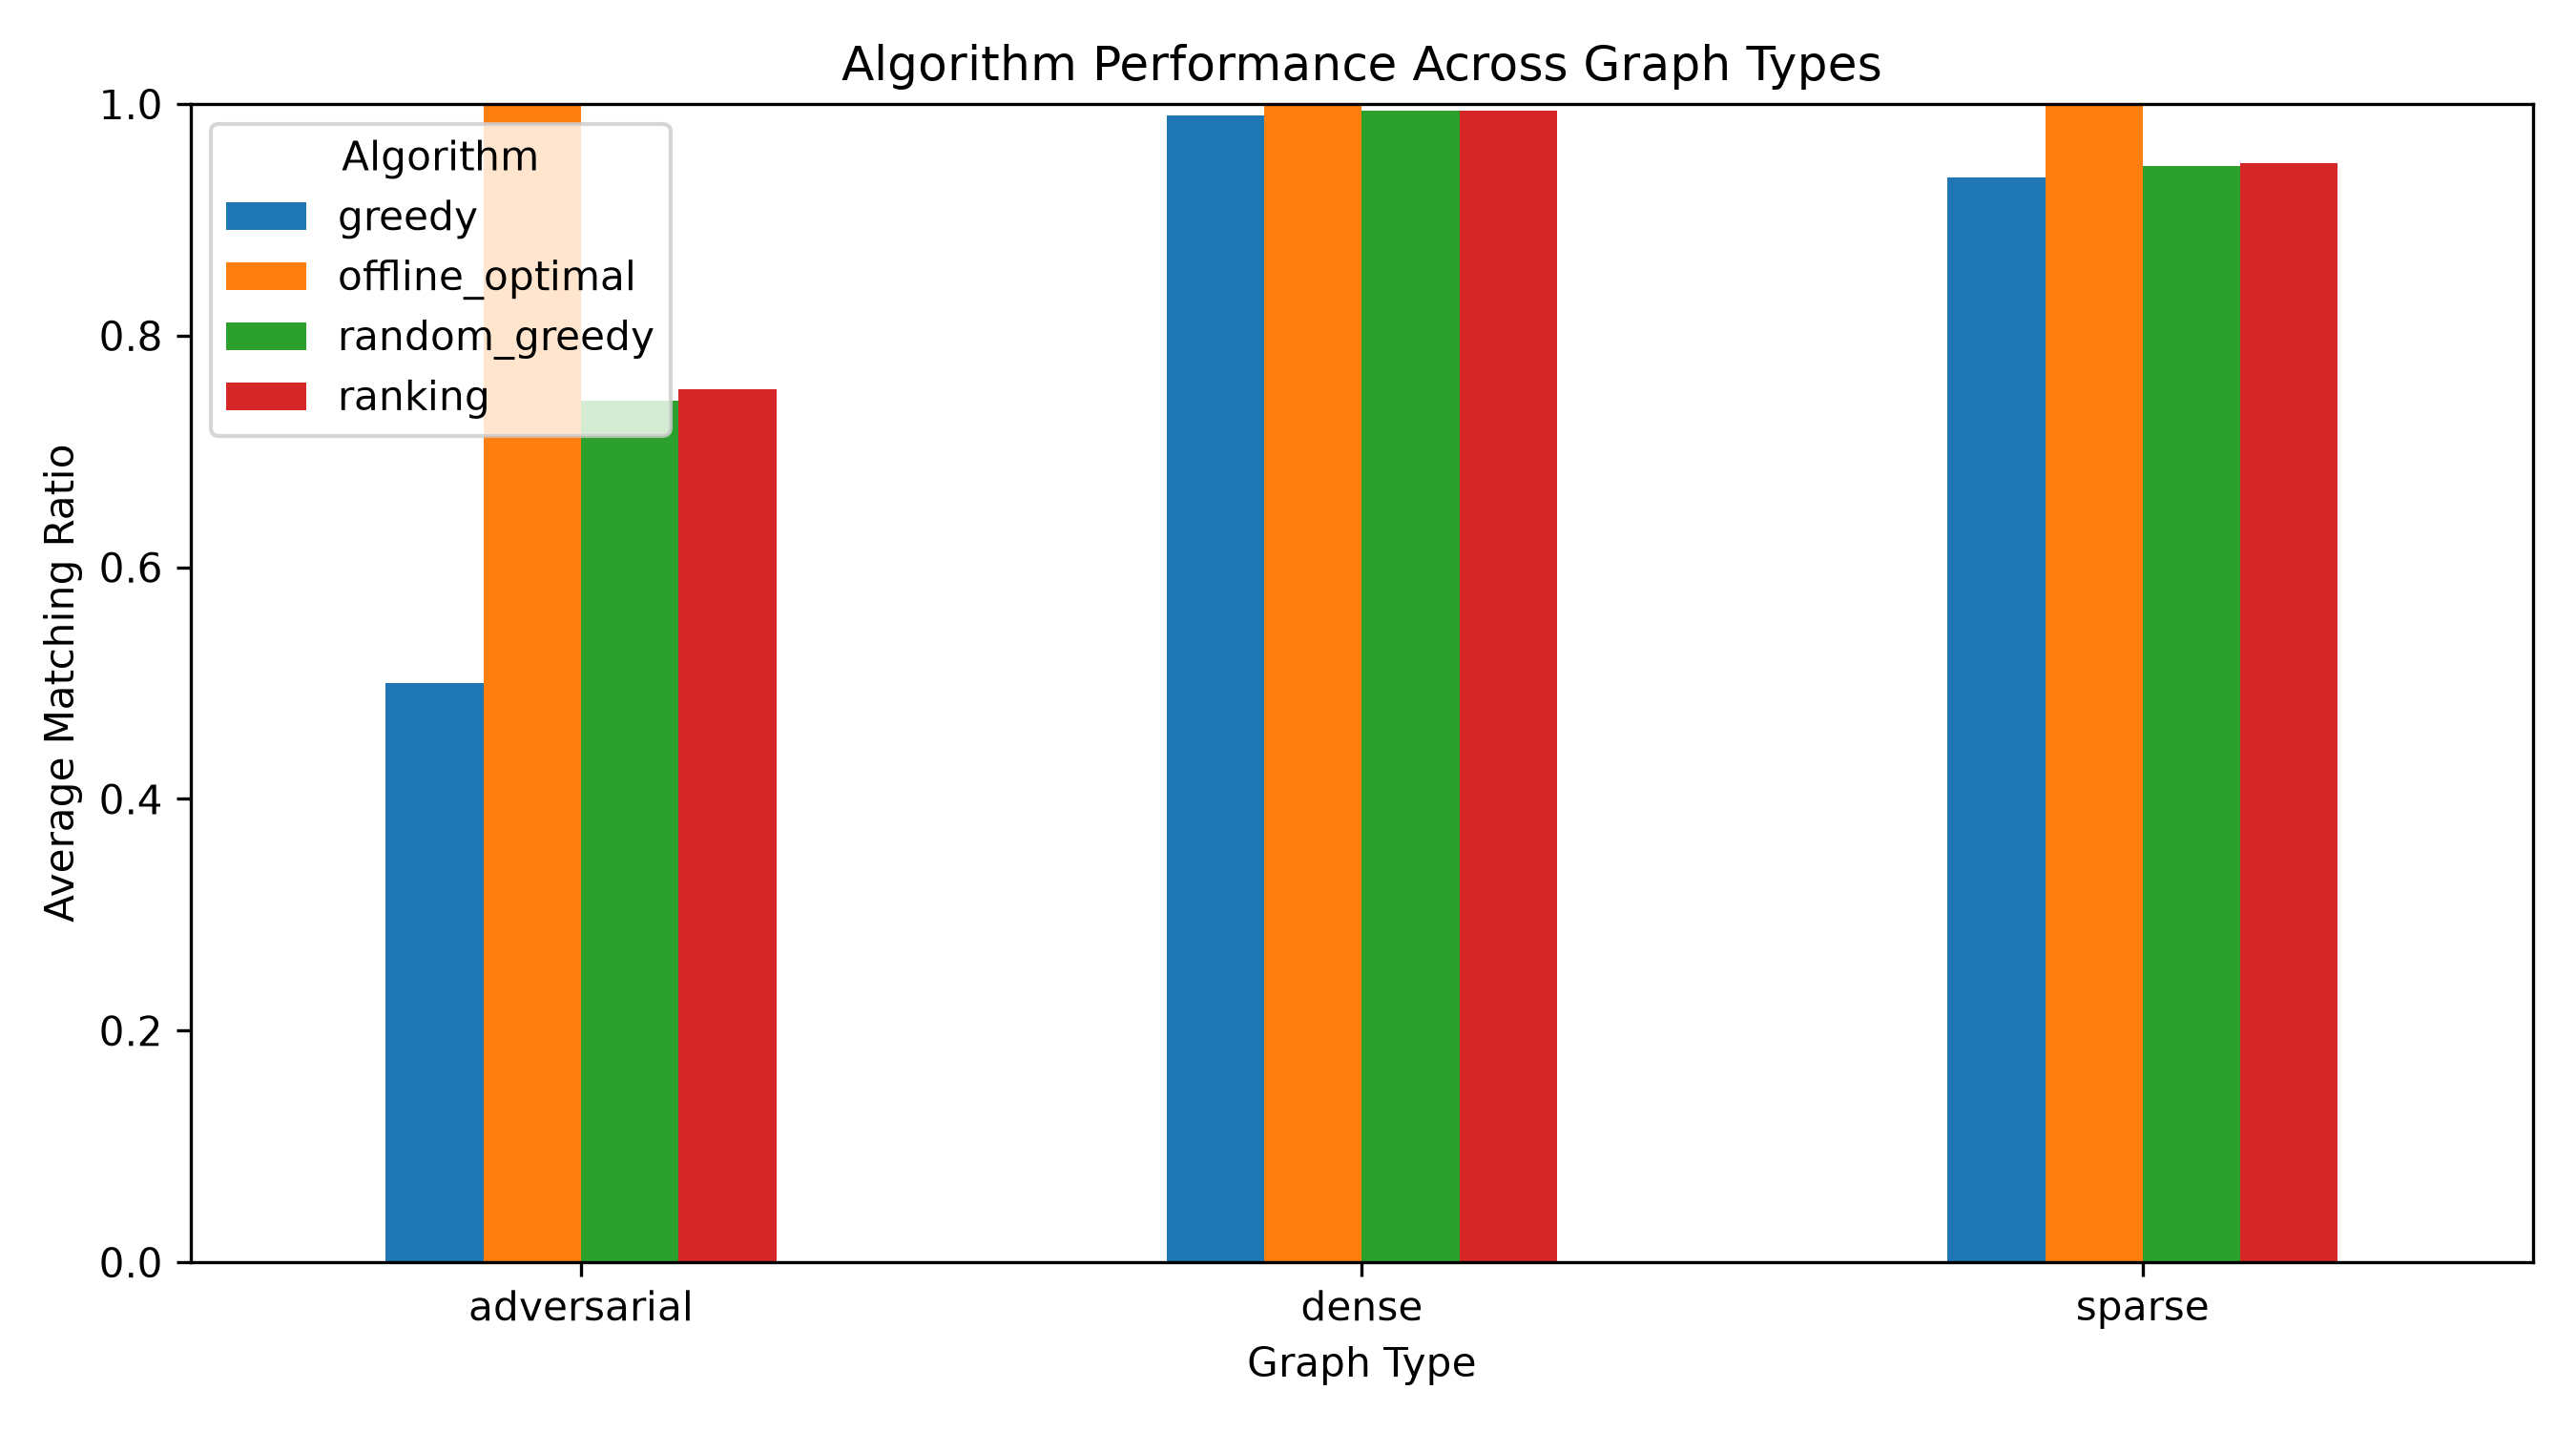 Algorithm Performance Across Graph Types
Average Matching Ratio
1.0
0.8
0.6
0.4
0.2
0.0
Algorithm
greedy
offline_optimal
random_greedy
ranking
adversarial
dense
sparse
Graph Type